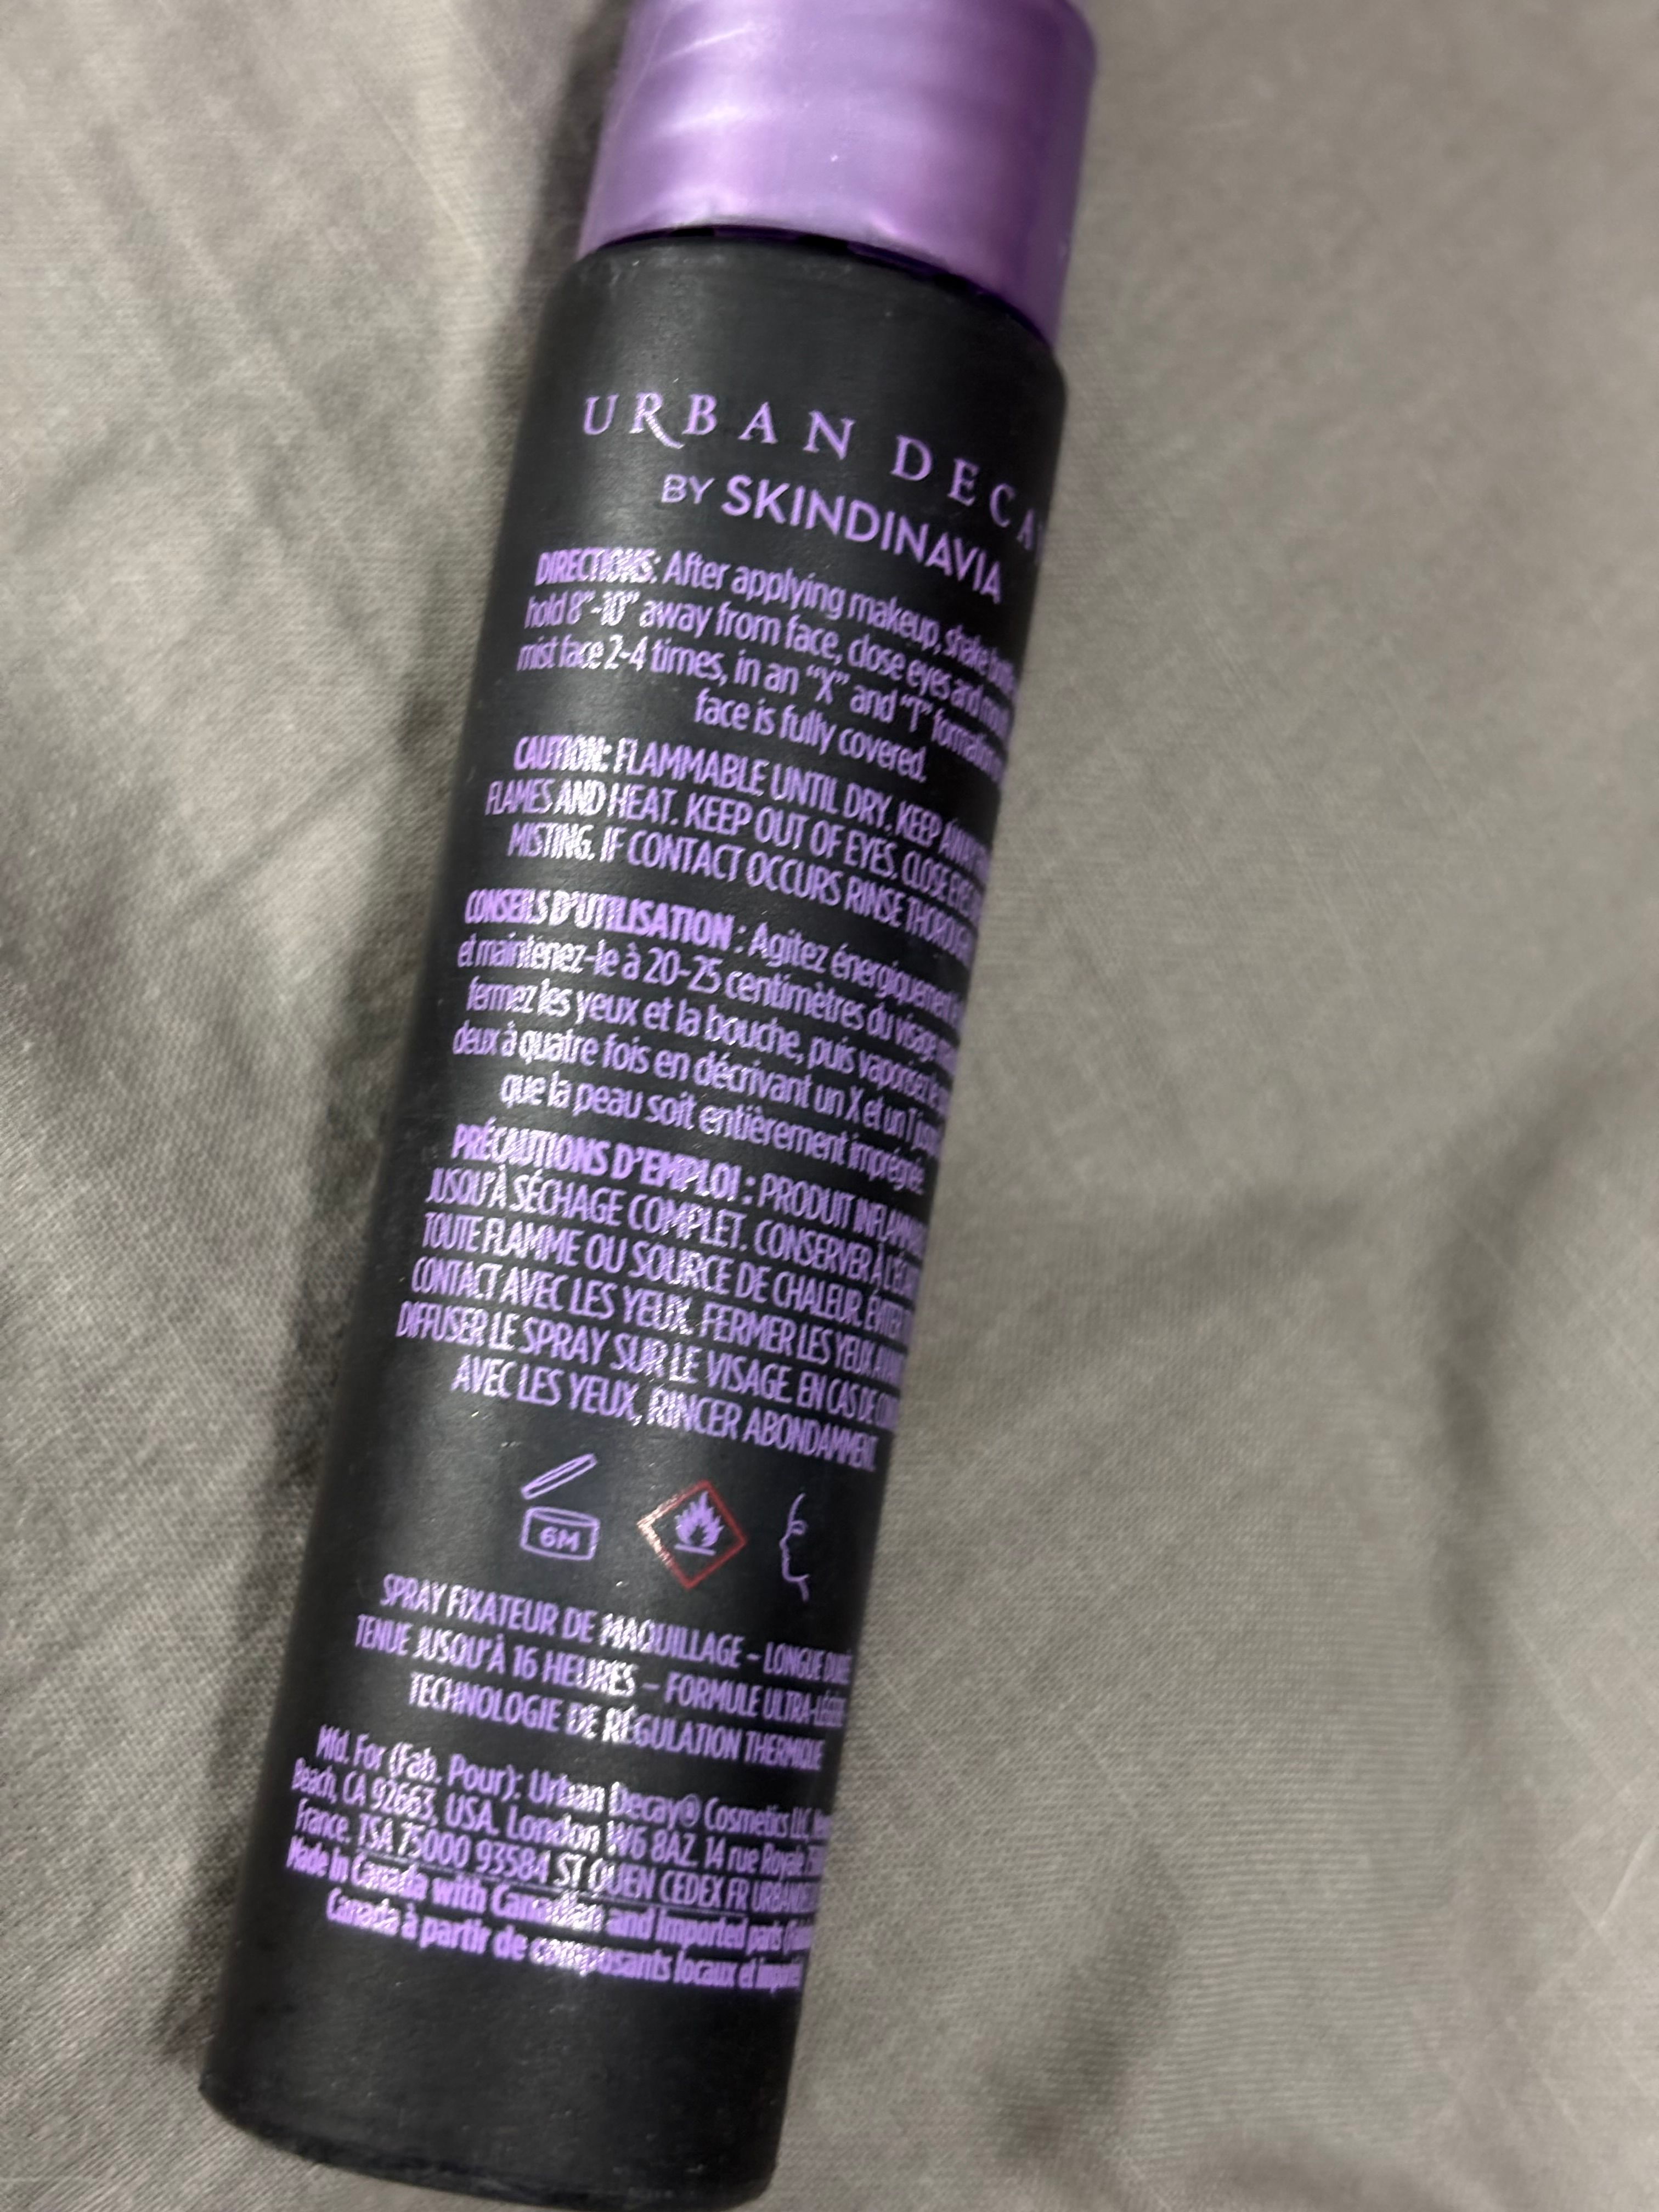 URBAN DECA
BY SKINDINAVIA
DIRECTIONS: After applying makeup, shake
hold 8"-10" away from face, close eyes and
mist face 2-4 times, in an "X" and "T" formation
face is fully covered.
CAUTION: FLAMMABLE UNTIL DRY. KEEP
FLAMES AND HEAT. KEEP OUT OF EYES. CLOSE
MISTING. IF CONTACT OCCURS RINSE
CONSEILS D'UTILISATION : Agitez
et maintenez-le à 20-25 centimètres du visage
fermez les yeux et la bouche, puis vaporisez
deux à quatre fois en décrivant un X et un T
que la peau soit entièrement imprégnée.
PRÉCAUTIONS D'EMPLOI : PRODUIT
JUSQU'À SÉCHAGE COMPLET. CONSERVER À
TOUTE FLAMME OU SOURCE DE CHALEUR. ÉVITER
CONTACT AVEC LES YEUX. FERMER LES YEUX
DIFFUSER LE SPRAY SUR LE VISAGE. EN CAS DE
AVEC LES YEUX, RINCER ABONDAMMENT.
6M
SPRAY FIXATEUR DE MAQUILLAGE – LONGUE
TENUE JUSQU'À 16 HEURES – FORMULE
TECHNOLOGIE DE RÉGULATION THERMIQUE
Mfd. For (Fab. Pour): Urban Decay® Cosmetics LLC,
Beach, CA 92663, USA. London W6 8AZ. 14 rue Royale
France. TSA 75000 93584 ST OUEN CEDEX FR
Made in Canada with Canadian and imported parts
Canada à partir de composants locaux et